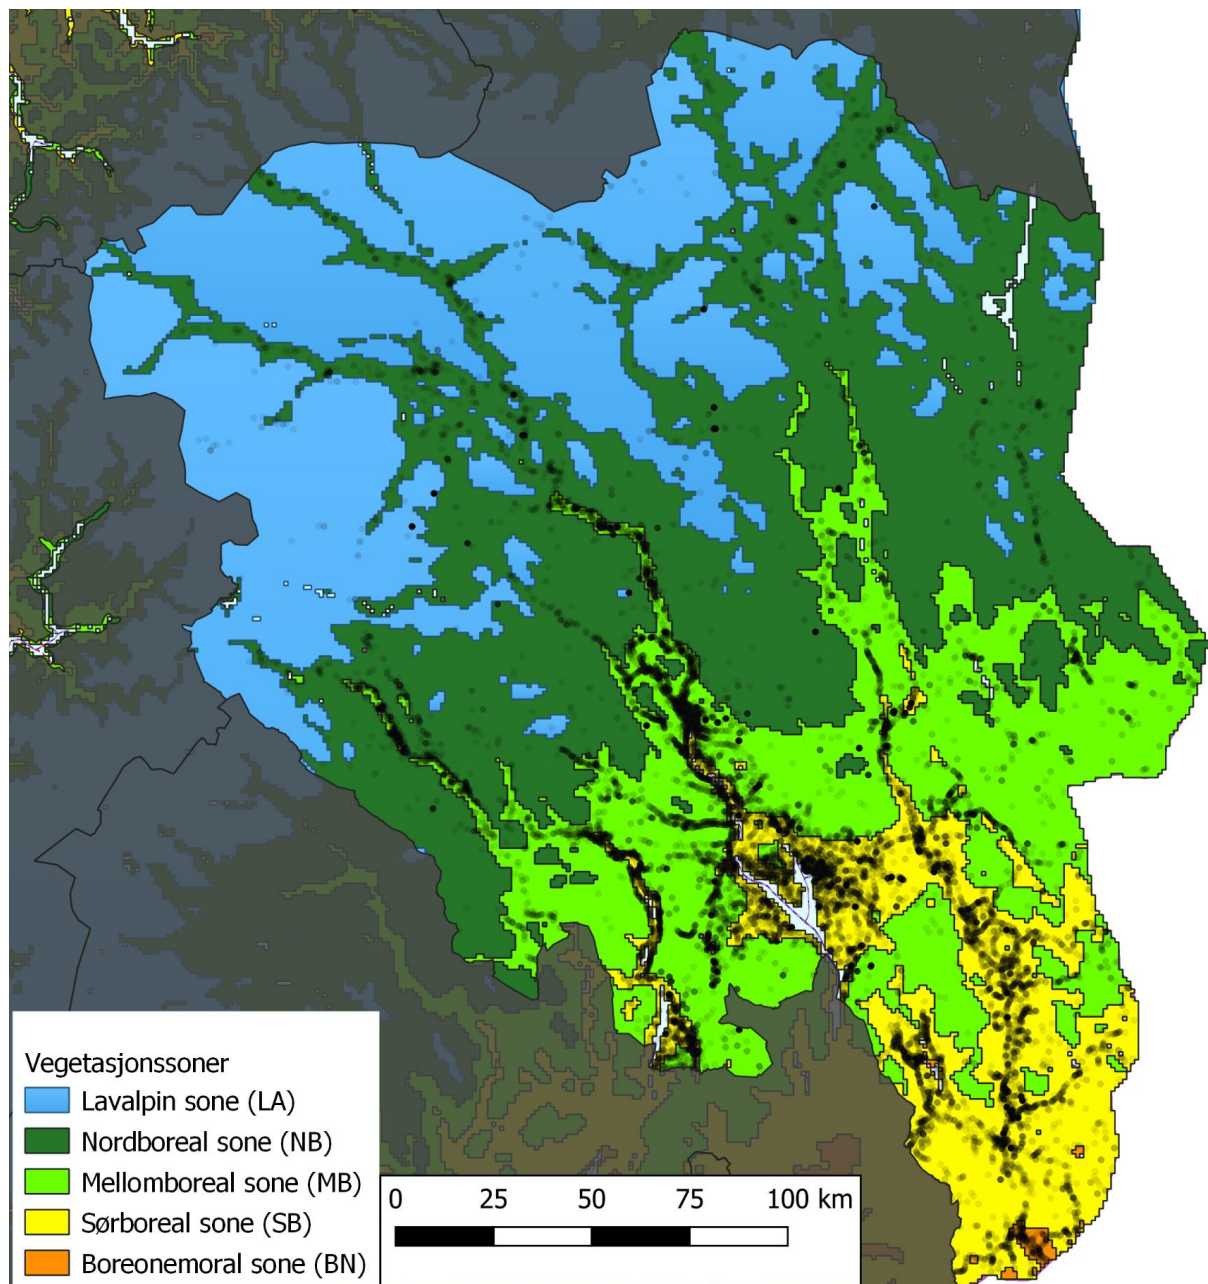 Vegetasjonssoner
Lavalpin sone (LA)
Nordboreal sone (NB)
Mellomboreal sone (MB)
Sørboreal sone (SB)
Boreonemoral sone (BN)
0 25 50 75 100 km